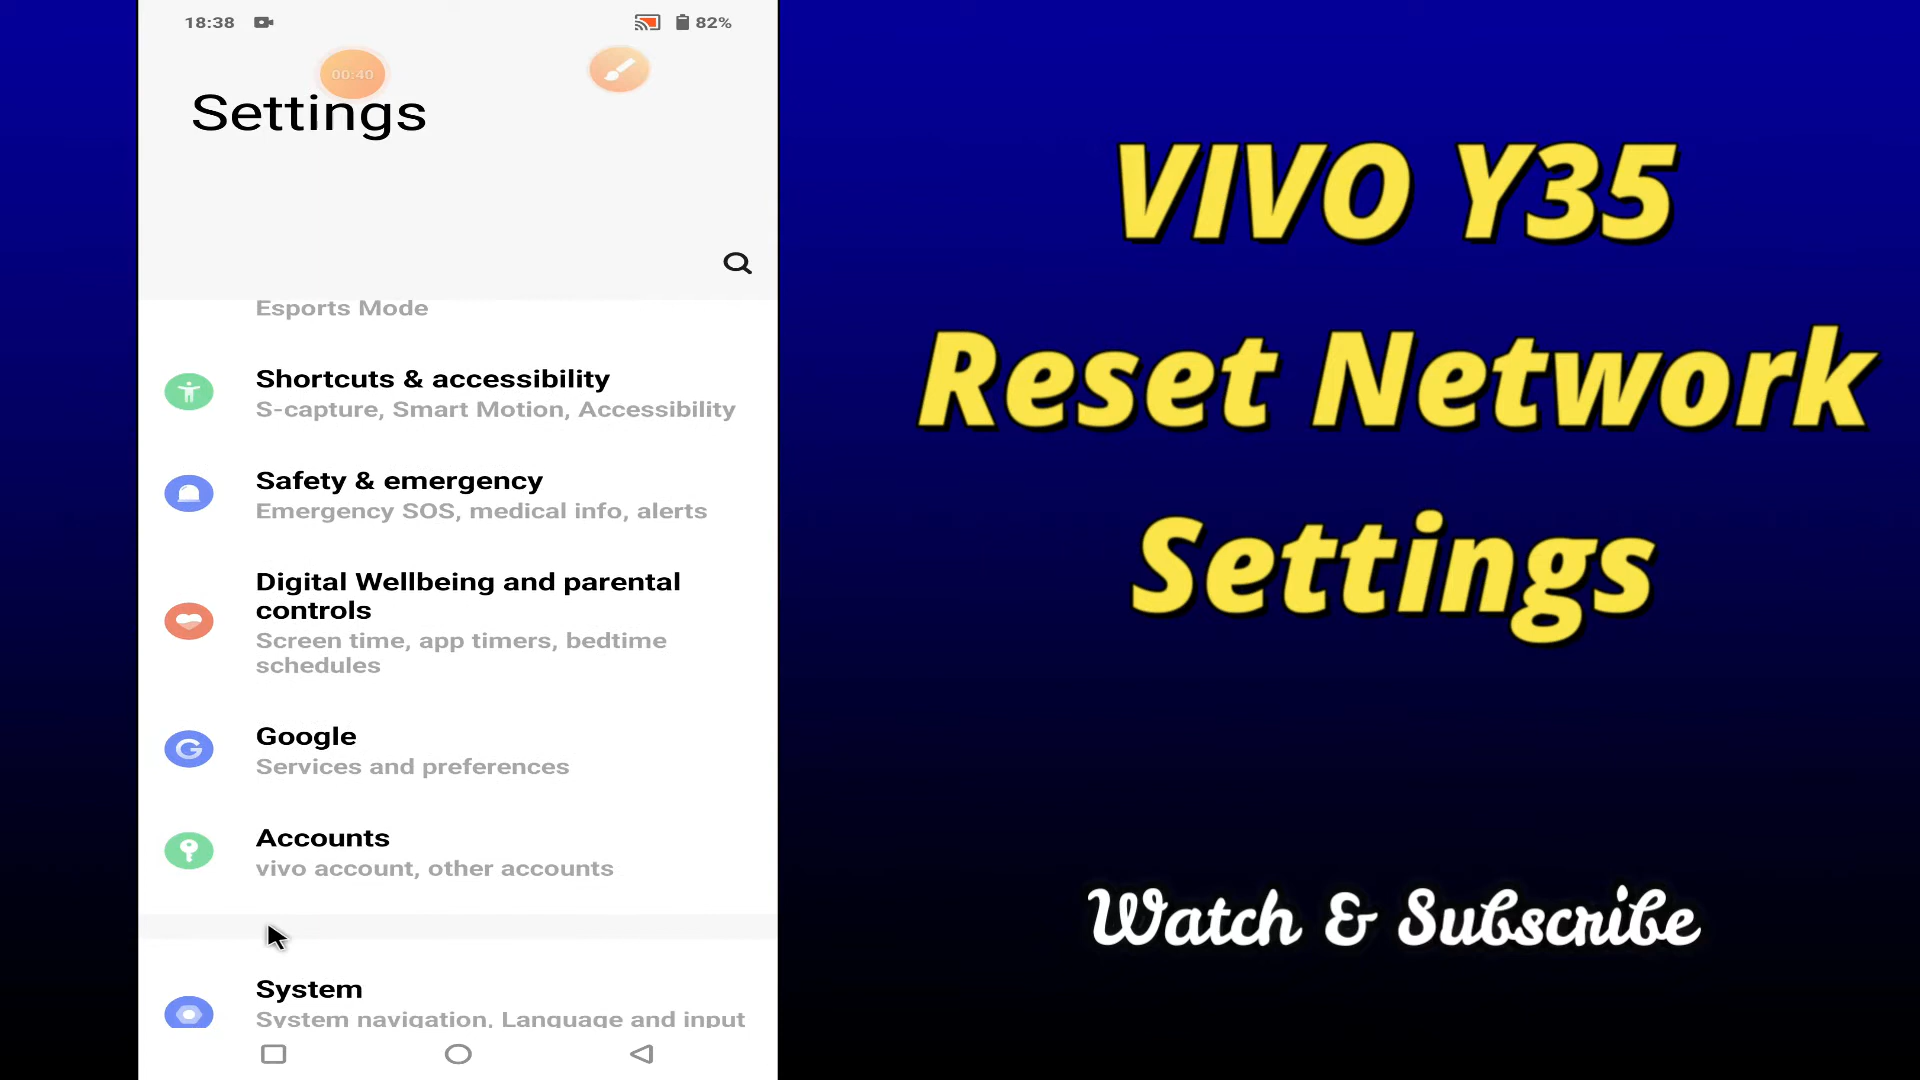 18:38
82%
00:40
Settings
Esports Mode
Shortcuts & accessibility
S-capture, Smart Motion, Accessibility
Safety & emergency
Emergency SOS, medical info, alerts
Digital Wellbeing and parental
controls
Screen time, app timers, bedtime
schedules
Google
Services and preferences
Accounts
vivo account, other accounts
System
System navigation, Language and input
VIVO Y35
Reset Network
Settings
Watch & Subscribe